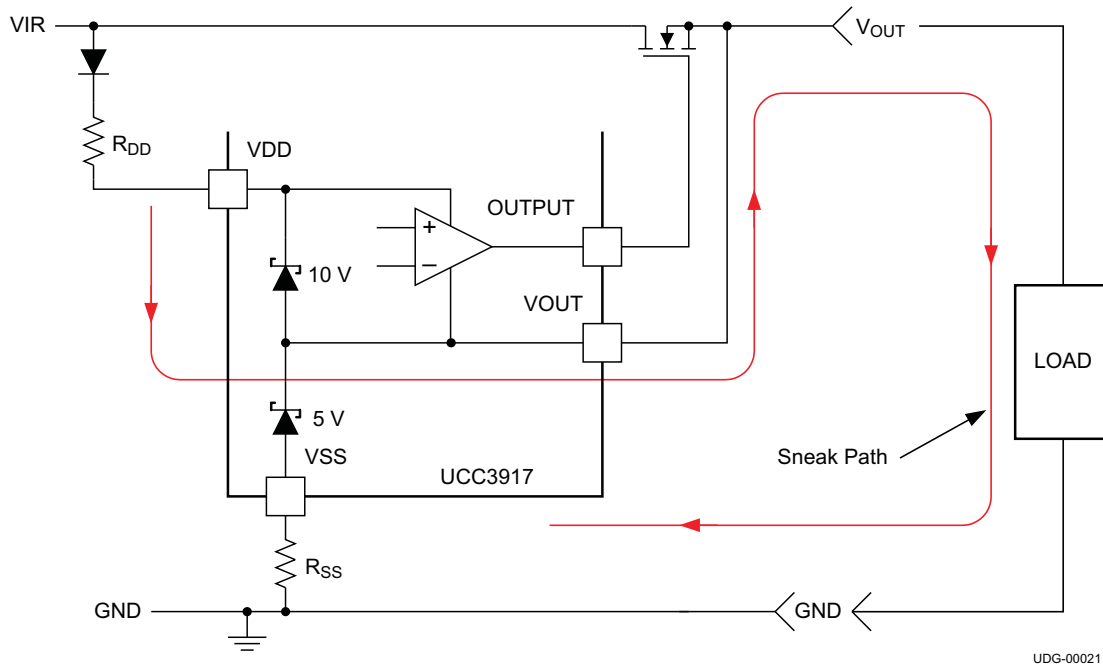 VIR
VOUT
RDD
VDD
OUTPUT
+
−
10 V
VOUT
LOAD
5 V
VSS
Sneak Path
UCC3917
RSS
GND
GND
UDG-00021